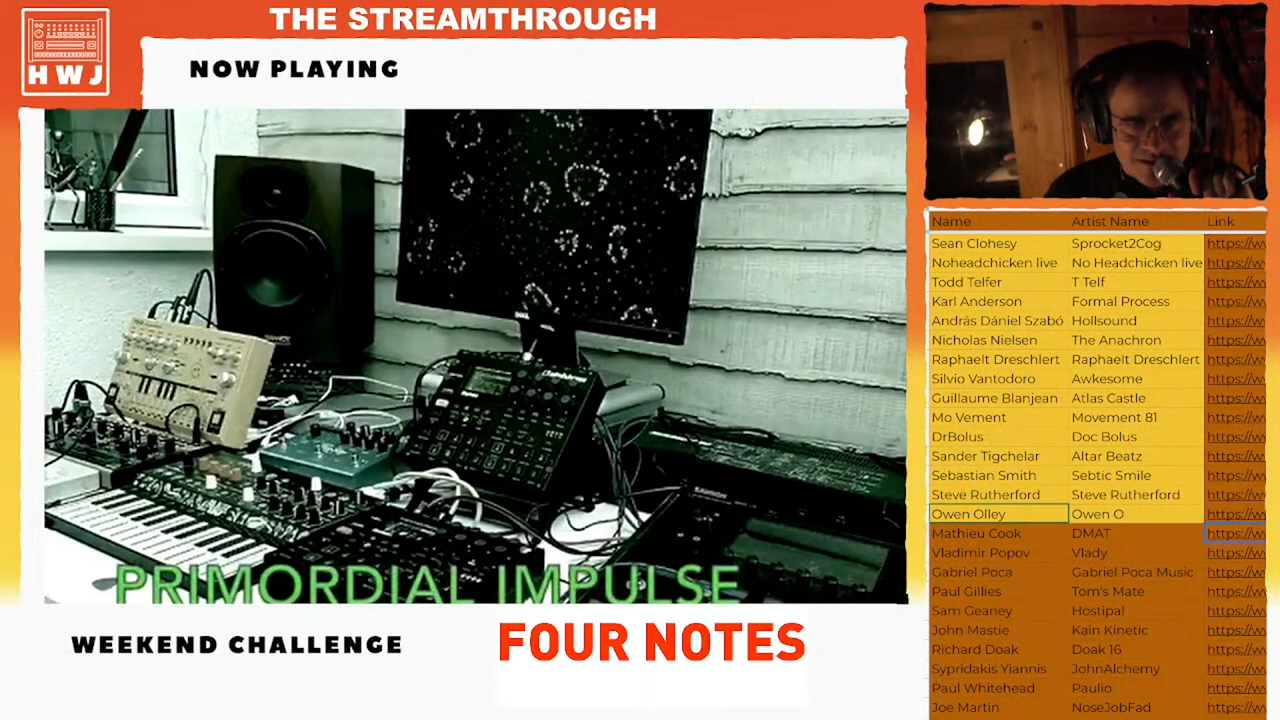 THE STREAMTHROUGH
HWJ
NOW PLAYING
PRIMORDIAL IMPULSE
WEEKEND CHALLENGE
FOUR NOTES
Name Artist Name Link
Sean Clohesy Sprocket2Cog https://w
Noheadchicken live No Headchicken live https://w
Todd Telfer T Telf https://w
Karl Anderson Formal Process https://w
András Dániel Szabó Hollsound https://w
Nicholas Nielsen The Anachron https://w
Raphaelt Dreschlert Raphaelt Dreschlert https://w
Silvio Vantodoro Awkesome https://w
Guillaume Blanjean Atlas Castle https://w
Mo Vement Movement 81 https://w
DrBolus Doc Bolus https://w
Sander Tigchelar Altar Beatz https://w
Sebastian Smith Sebtic Smile https://w
Steve Rutherford Steve Rutherford https://w
Owen Olley Owen O https://w
Mathieu Cook DMAT https://w
Vladimir Popov Vlady https://w
Gabriel Poca Gabriel Poca Music https://w
Paul Gillies Tom's Mate https://w
Sam Geaney Hostipal https://w
John Mastie Kain Kinetic https://w
Richard Doak Doak 16 https://w
Sypridakis Yiannis JohnAlchemy https://w
Paul Whitehead Paulio https://w
Joe Martin NoseJobFad https://w